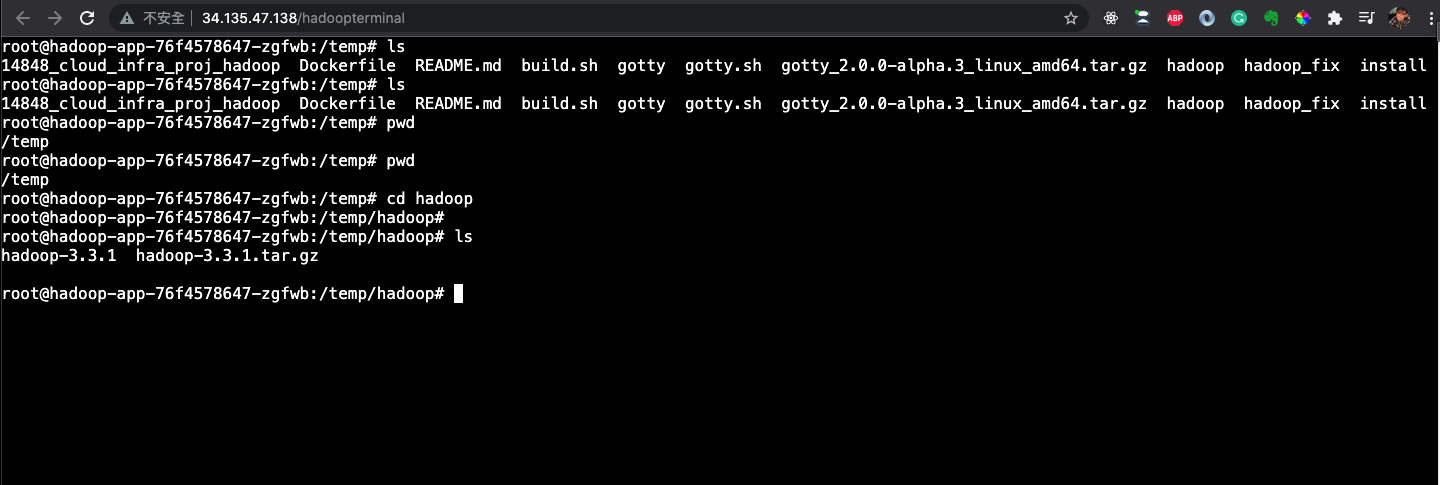 不安全 34.135.47.138/hadoopterminal
ABP
root@hadoop-app-76f4578647-zgfwb:/temp# ls
14848_cloud_infra_proj_hadoop  Dockerfile  README.md  build.sh  gotty  gotty.sh  gotty_2.0.0-alpha.3_linux_amd64.tar.gz  hadoop  hadoop_fix  install
root@hadoop-app-76f4578647-zgfwb:/temp# ls
14848_cloud_infra_proj_hadoop  Dockerfile  README.md  build.sh  gotty  gotty.sh  gotty_2.0.0-alpha.3_linux_amd64.tar.gz  hadoop  hadoop_fix  install
root@hadoop-app-76f4578647-zgfwb:/temp# pwd
/temp
root@hadoop-app-76f4578647-zgfwb:/temp# pwd
/temp
root@hadoop-app-76f4578647-zgfwb:/temp# cd hadoop
root@hadoop-app-76f4578647-zgfwb:/temp/hadoop#
root@hadoop-app-76f4578647-zgfwb:/temp/hadoop# ls
hadoop-3.3.1  hadoop-3.3.1.tar.gz
root@hadoop-app-76f4578647-zgfwb:/temp/hadoop#